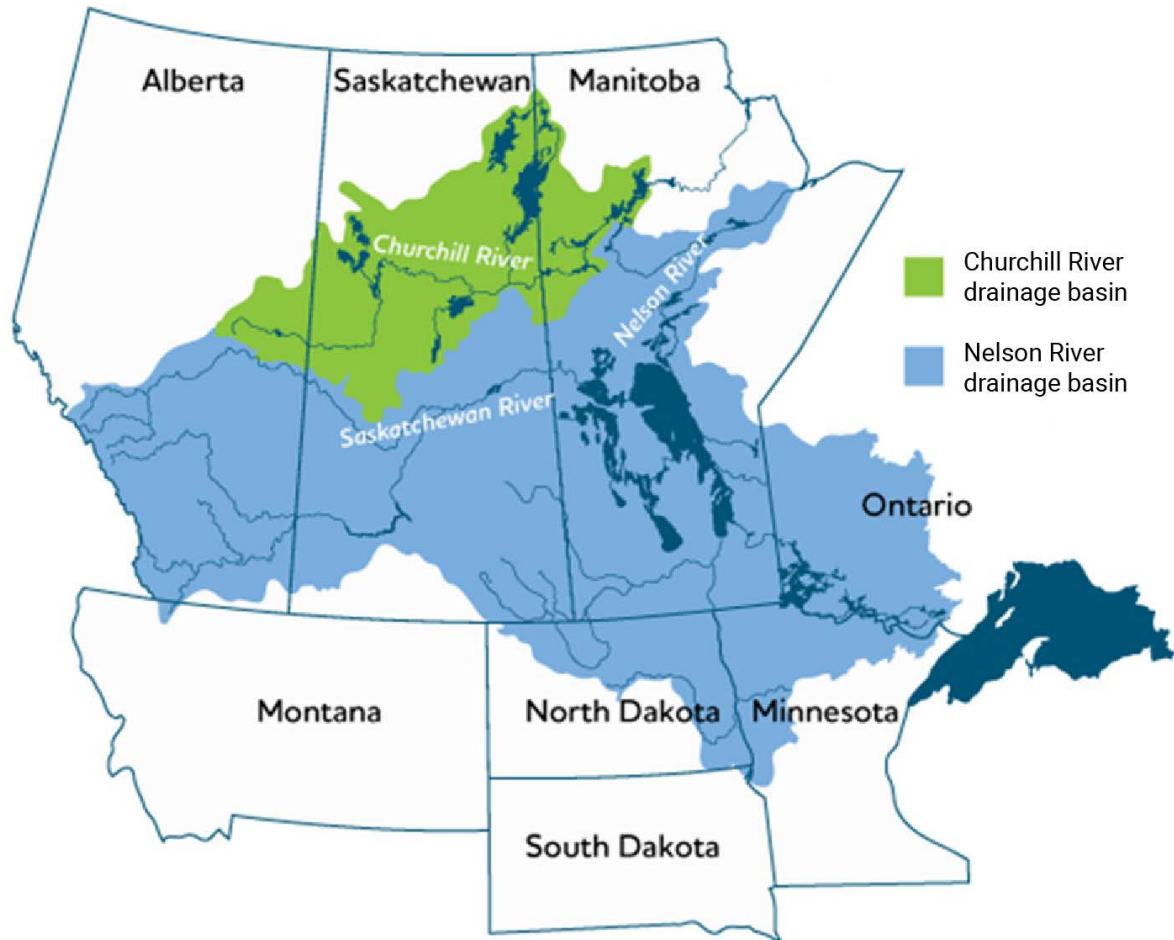 Alberta
Saskatchewan
Manitoba
Churchill River
Nelson River
Saskatchewan River
Churchill River
drainage basin
Nelson River
drainage basin
Ontario
Montana
North Dakota
Minnesota
South Dakota